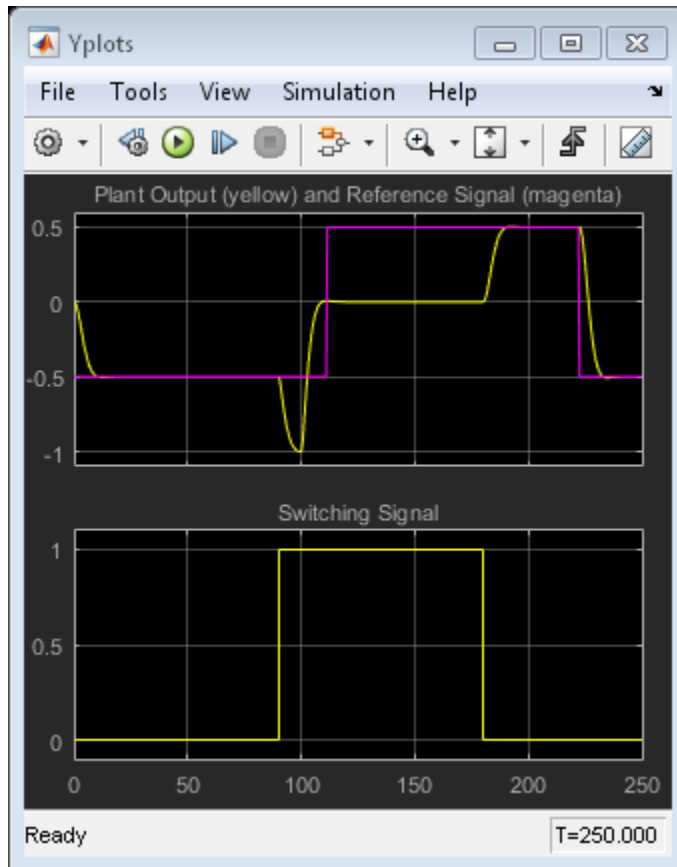 Yplots
File Tools View Simulation Help
Plant Output (yellow) and Reference Signal (magenta)
0.5
0
-0.5
-1
Switching Signal
1
0.5
0
0 50 100 150 200 250
Ready T=250.000